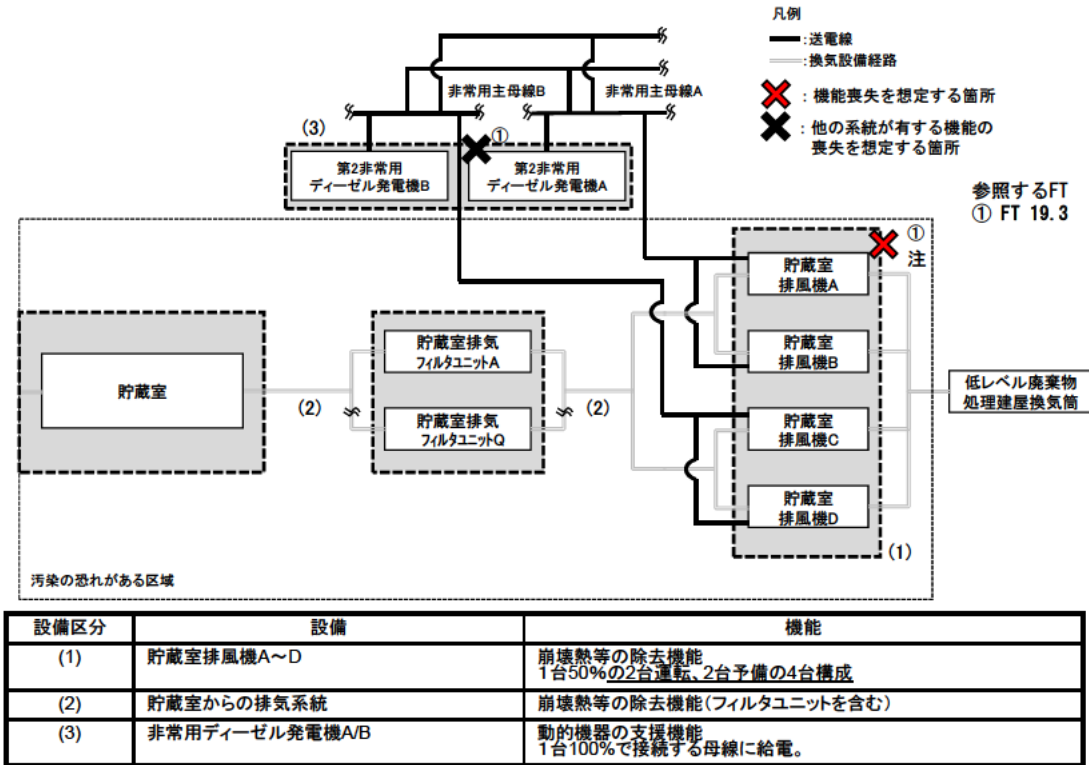 凡例
:送電線
:換気設備経路
: 機能喪失を想定する箇所
: 他の系統が有する機能の
喪失を想定する箇所
非常用主母線B
非常用主母線A
(3)
①
第2非常用
ディーゼル発電機B
第2非常用
ディーゼル発電機A
参照するFT
① FT 19.3
①
注
貯蔵室
排風機A
貯蔵室排気
フィルタユニットA
貯蔵室
排風機B
貯蔵室
(2)
(2)
低レベル廃棄物
処理建屋換気筒
貯蔵室排気
フィルタユニットQ
貯蔵室
排風機C
貯蔵室
排風機D
(1)
汚染の恐れがある区域
設備区分 設備 機能
(1) 貯蔵室排風機A～D 崩壊熱等の除去機能
1台50%の2台運転、2台予備の4台構成
(2) 貯蔵室からの排気系統 崩壊熱等の除去機能(フィルタユニットを含む)
(3) 非常用ディーゼル発電機A/B 動的機器の支援機能
1台100%で接続する母線に給電。